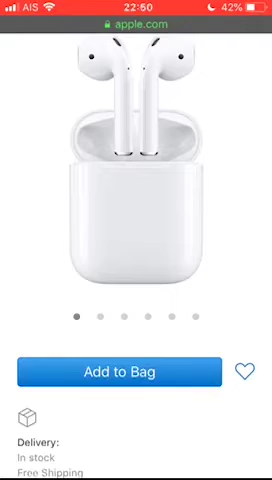 AIS 22:50 42%
apple.com
Add to Bag
Delivery:
In stock
Free Shipping